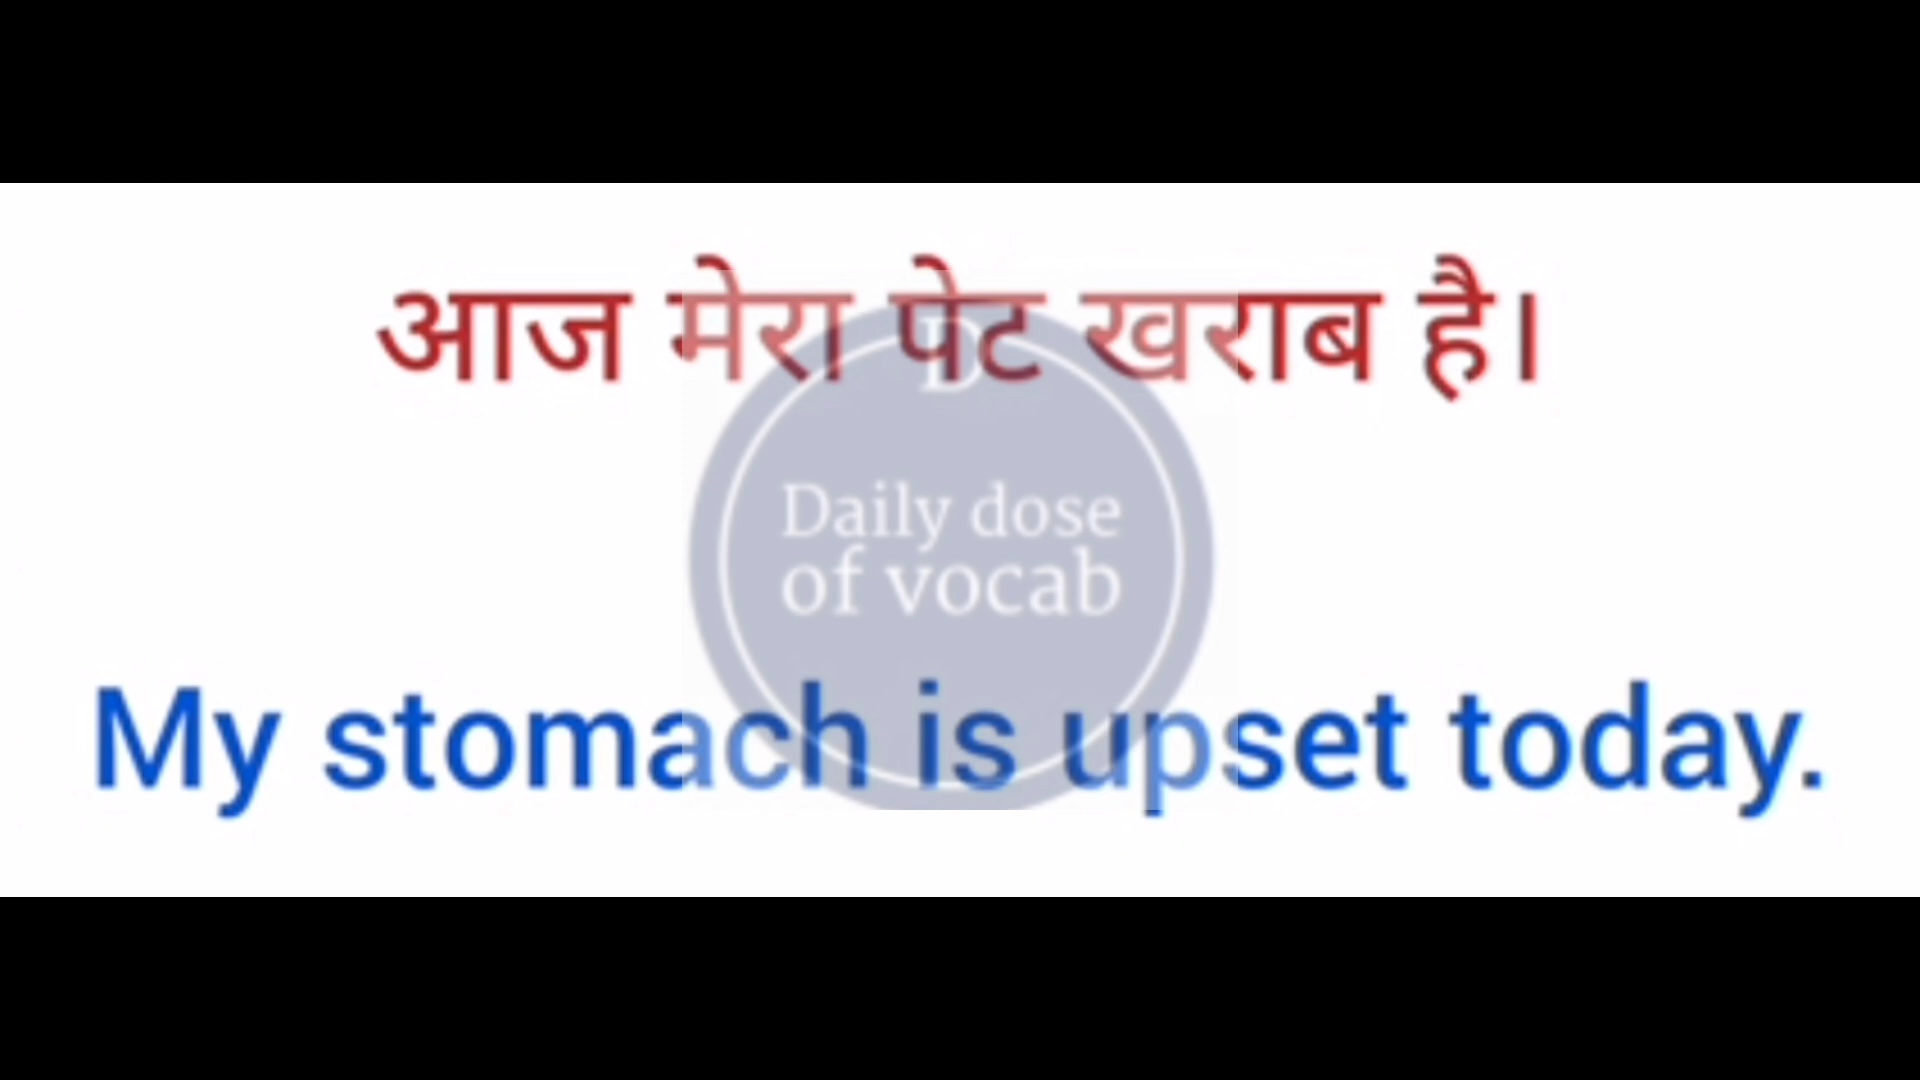 आज मेरा पेट खराब है।
D
Daily dose
of vocab
My stomach is upset today.